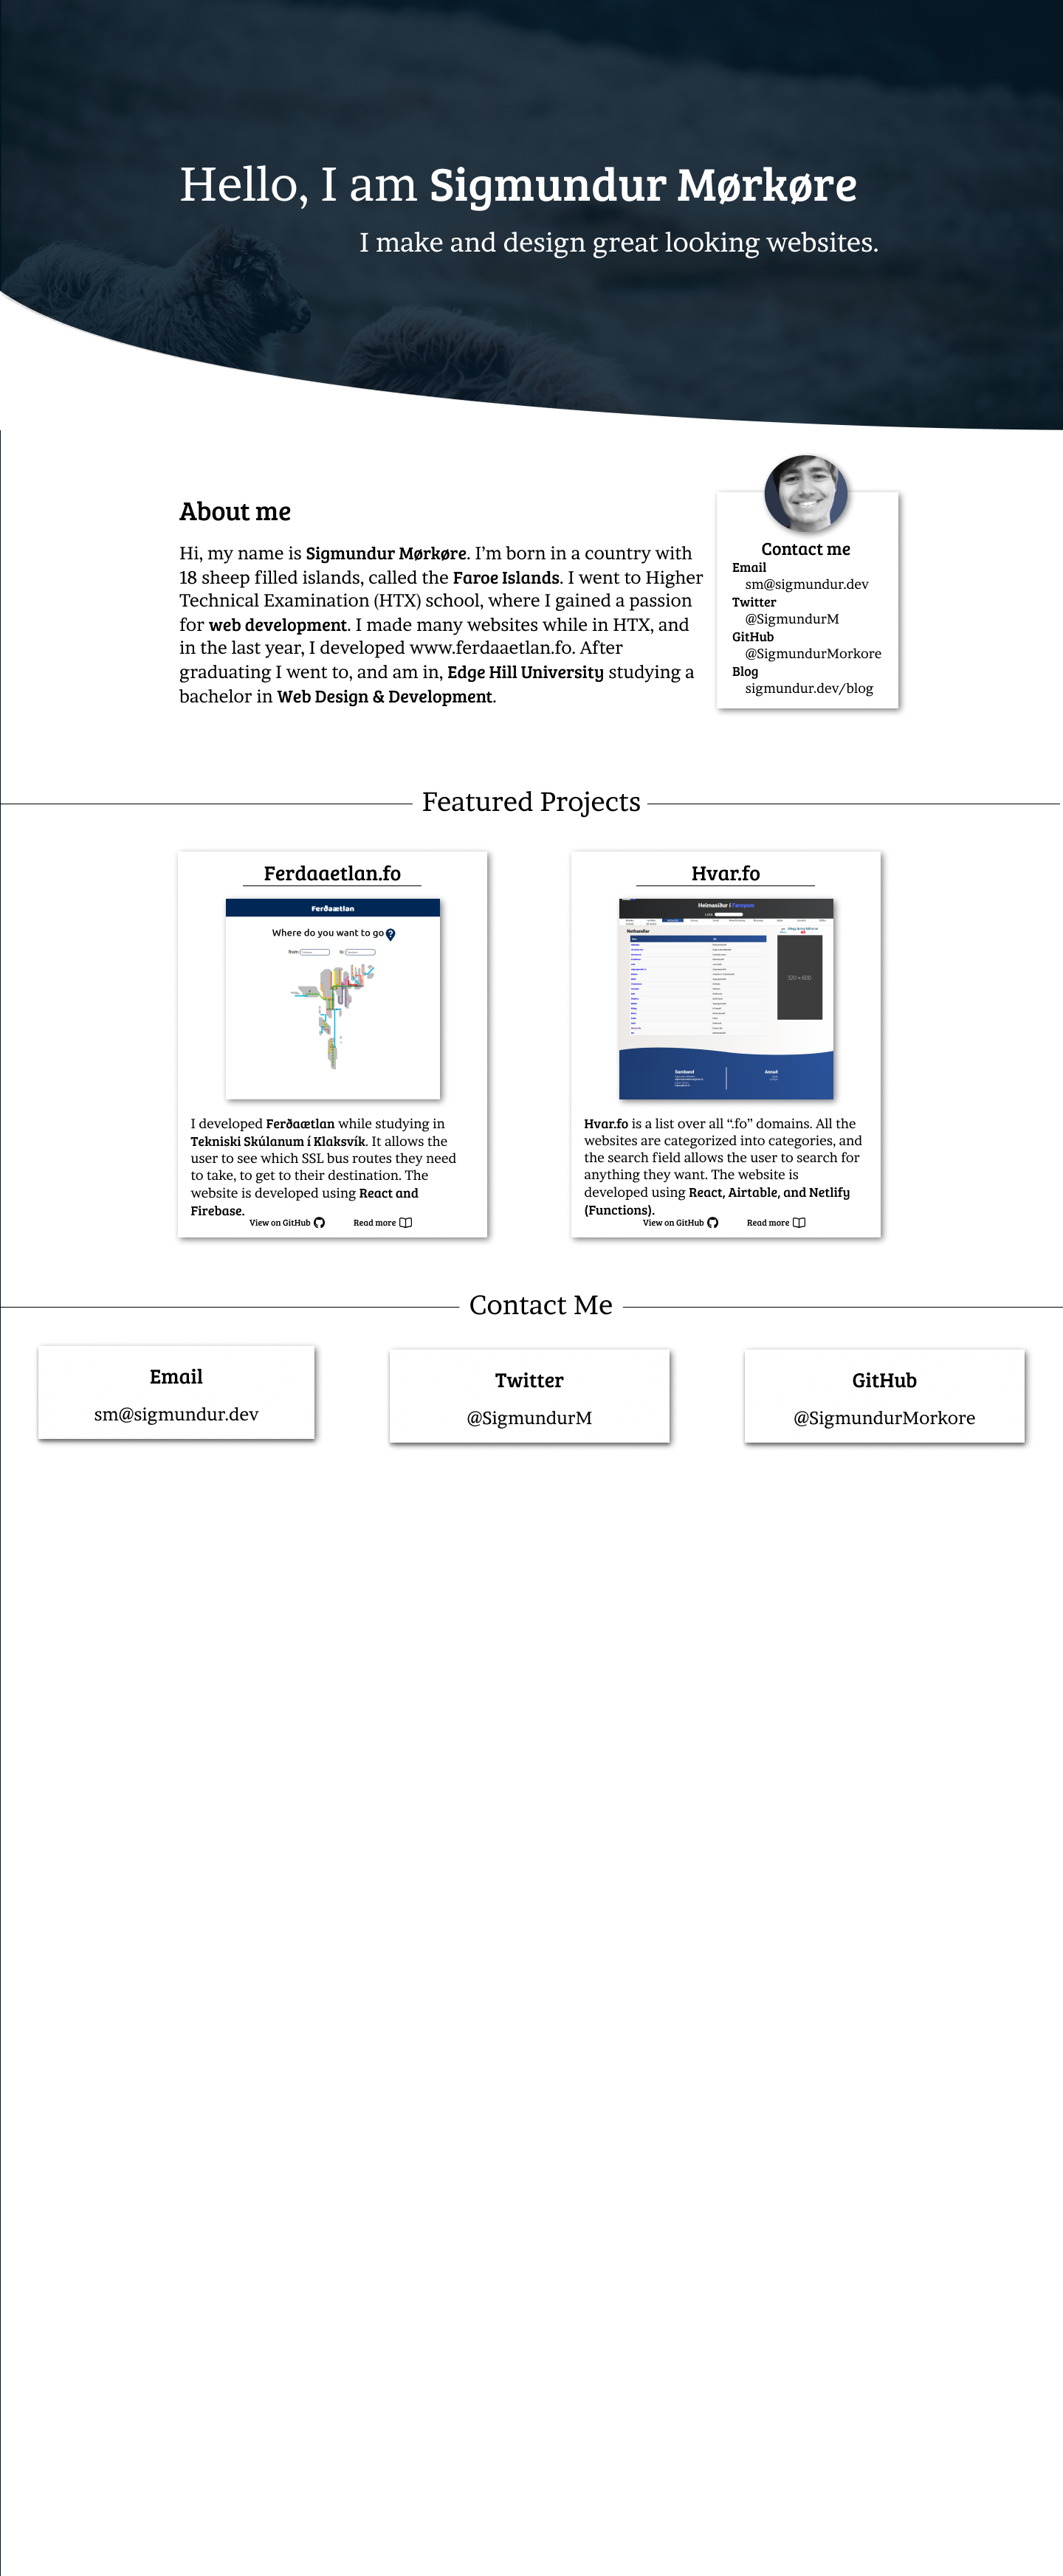 Hello, I am Sigmundur Mørkøre
I make and design great looking websites.
About me
Hi, my name is Sigmundur Mørkøre. I’m born in a country with
18 sheep filled islands, called the Faroe Islands. I went to Higher
Technical Examination (HTX) school, where I gained a passion
for web development. I made many websites while in HTX, and
in the last year, I developed www.ferdaaetlan.fo. After
graduating I went to, and am in, Edge Hill University studying a
bachelor in Web Design & Development.
Contact me
Email
sm@sigmundur.dev
Twitter
@SigmundurM
GitHub
@SigmundurMorkore
Blog
sigmundur.dev/blog
Featured Projects
Ferdaaetlan.fo
Ferðaætlan
Where do you want to go ?
from:
to:
I developed Ferðaætlan while studying in
Tekniski Skúlanum í Klaksvík. It allows the
user to see which SSL bus routes they need
to take, to get to their destination. The
website is developed using React and
Firebase.
View on GitHub
Read more
Hvar.fo
Heimasíður í Føroyum
Nethandlar
320 × 600
Samband
Annað
Hvar.fo is a list over all “.fo” domains. All the
websites are categorized into categories, and
the search field allows the user to search for
anything they want. The website is
developed using React, Airtable, and Netlify
(Functions).
View on GitHub
Read more
Contact Me
Email
sm@sigmundur.dev
Twitter
@SigmundurM
GitHub
@SigmundurMorkore